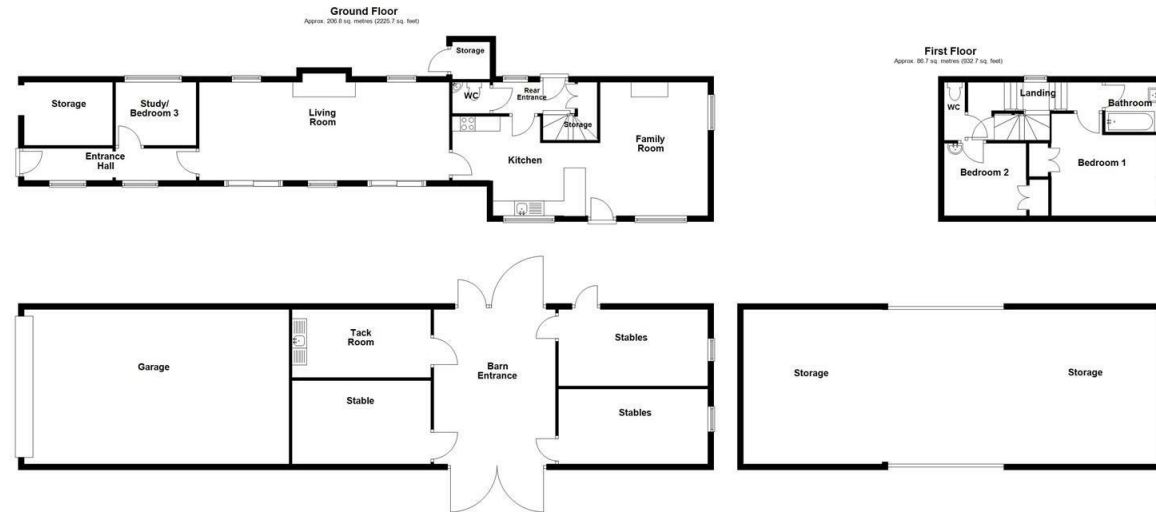 Ground Floor
Approx. 206.8 sq. metres (2225.7 sq. feet)
First Floor
Approx. 86.7 sq. metres (932.7 sq. feet)
Storage
Storage
Study/
Bedroom 3
Living
Room
WC
Rear
Entrance
Storage
Family
Room
Kitchen
Entrance
Hall
WC
Landing
Bathroom
Bedroom 2
Bedroom 1
Garage
Tack
Room
Stable
Barn
Entrance
Stables
Stables
Storage
Storage